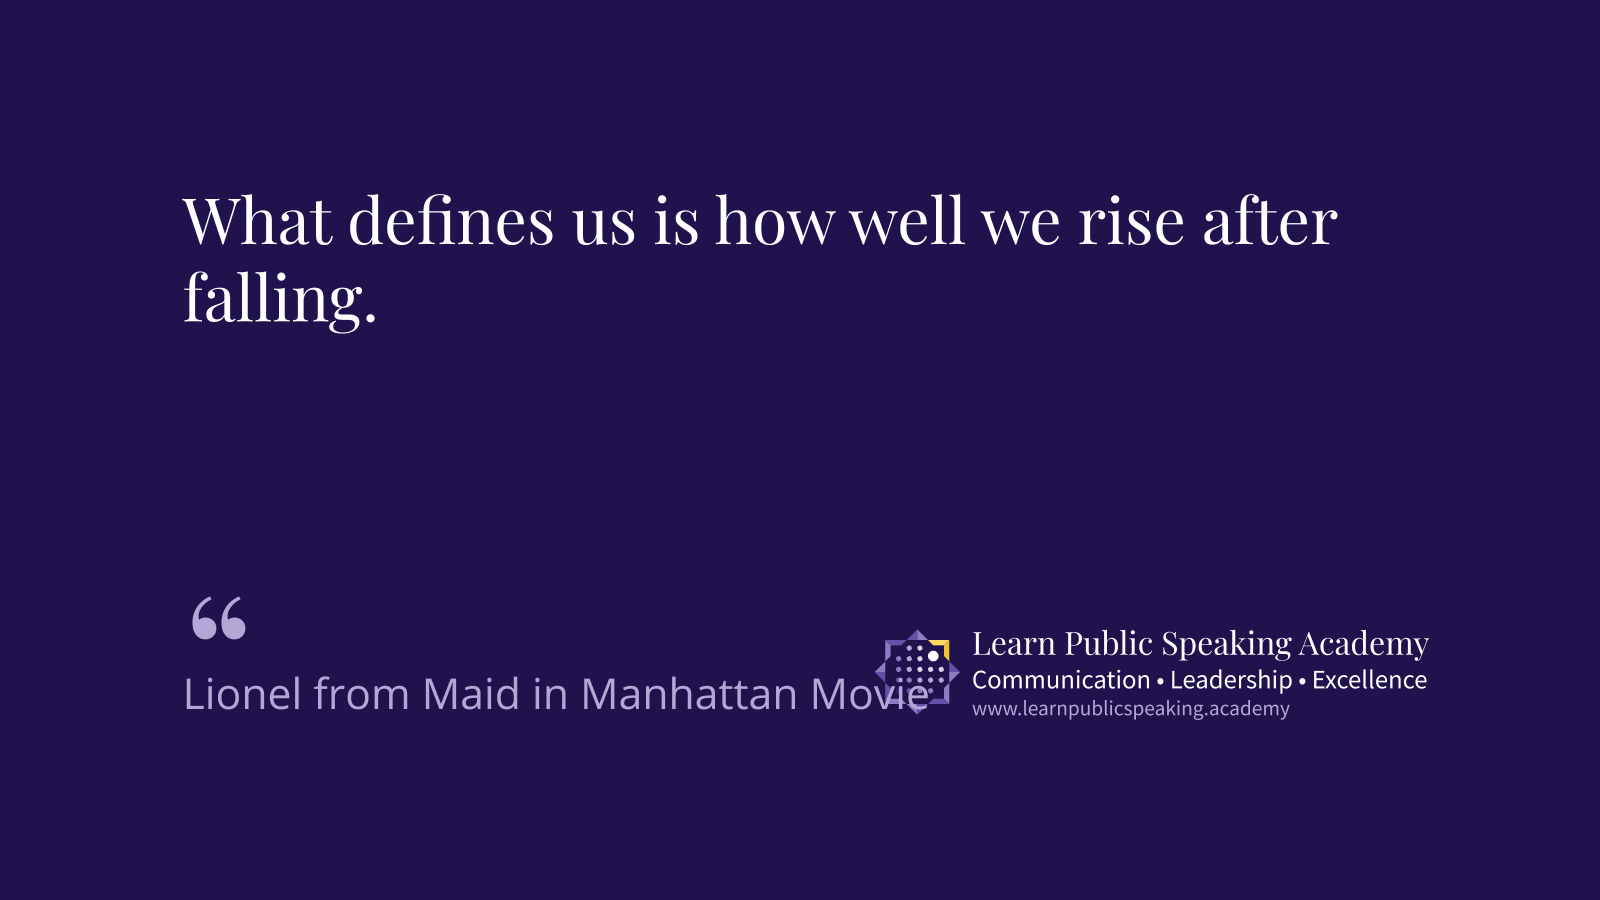 What defines us is how well we rise after
falling.
“
Lionel from Maid in Manhattan Movie
Learn Public Speaking Academy
Communication • Leadership • Excellence
www.learnpublicspeaking.academy